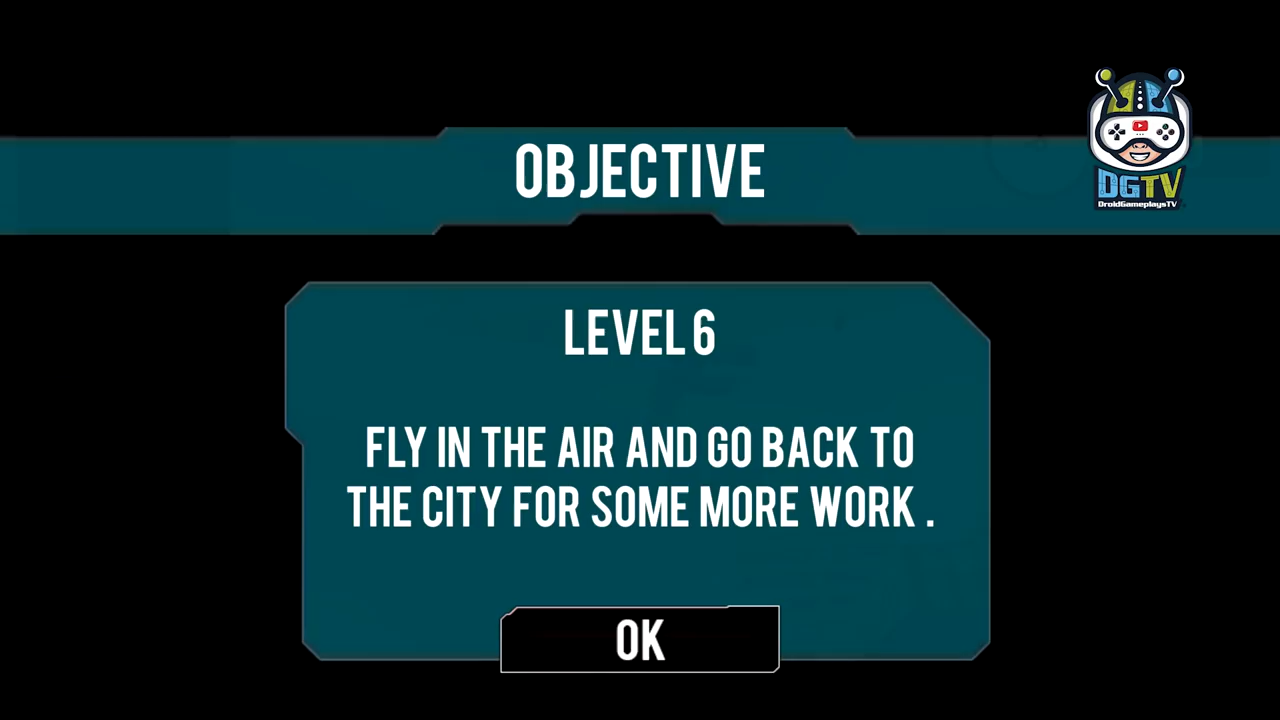 OBJECTIVE
DGTV
DroidGameplaysTV
LEVEL 6
FLY IN THE AIR AND GO BACK TO
THE CITY FOR SOME MORE WORK .
OK